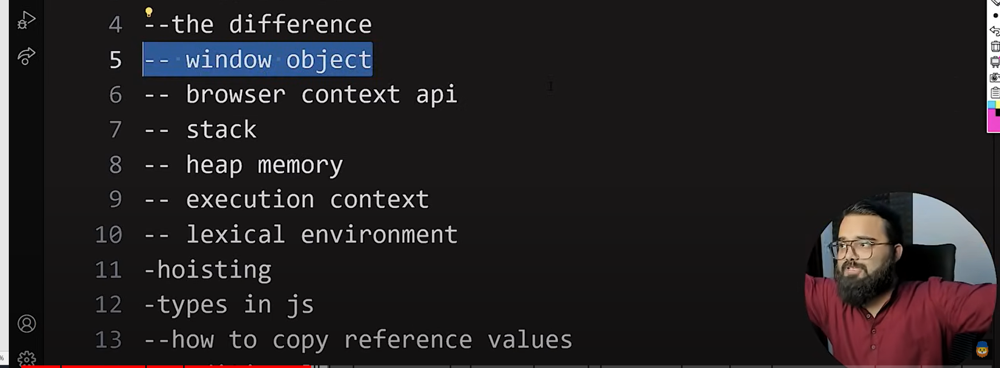 4 --the difference
5 -- window object
6 -- browser context api
7 -- stack
8 -- heap memory
9 -- execution context
10 -- lexical environment
11 -hoisting
12 -types in js
13 --how to copy reference values
%